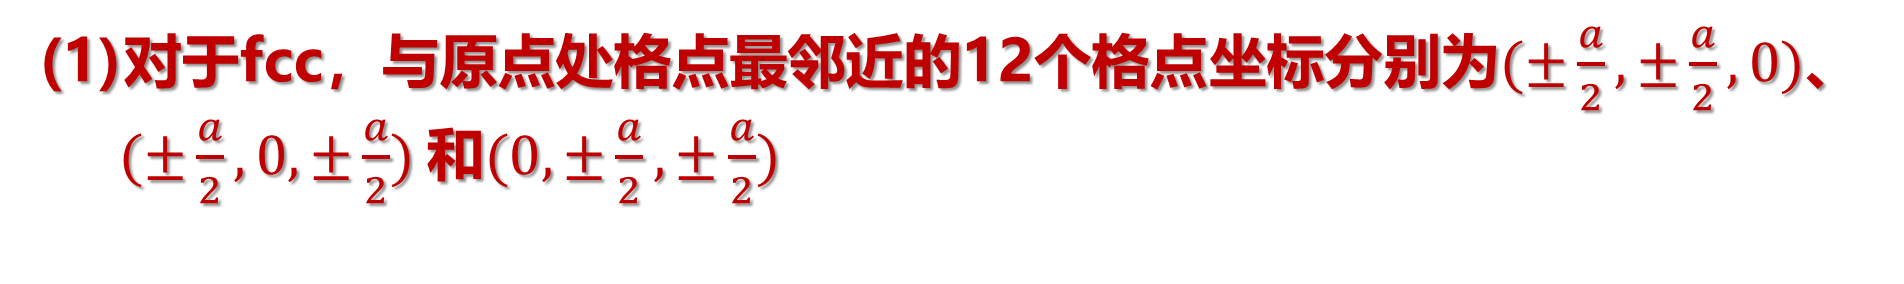 (1)对于fcc，与原点处格点最邻近的12个格点坐标分别为(±a/2, ±a/2, 0)、
(±a/2, 0, ±a/2) 和(0, ±a/2, ±a/2)